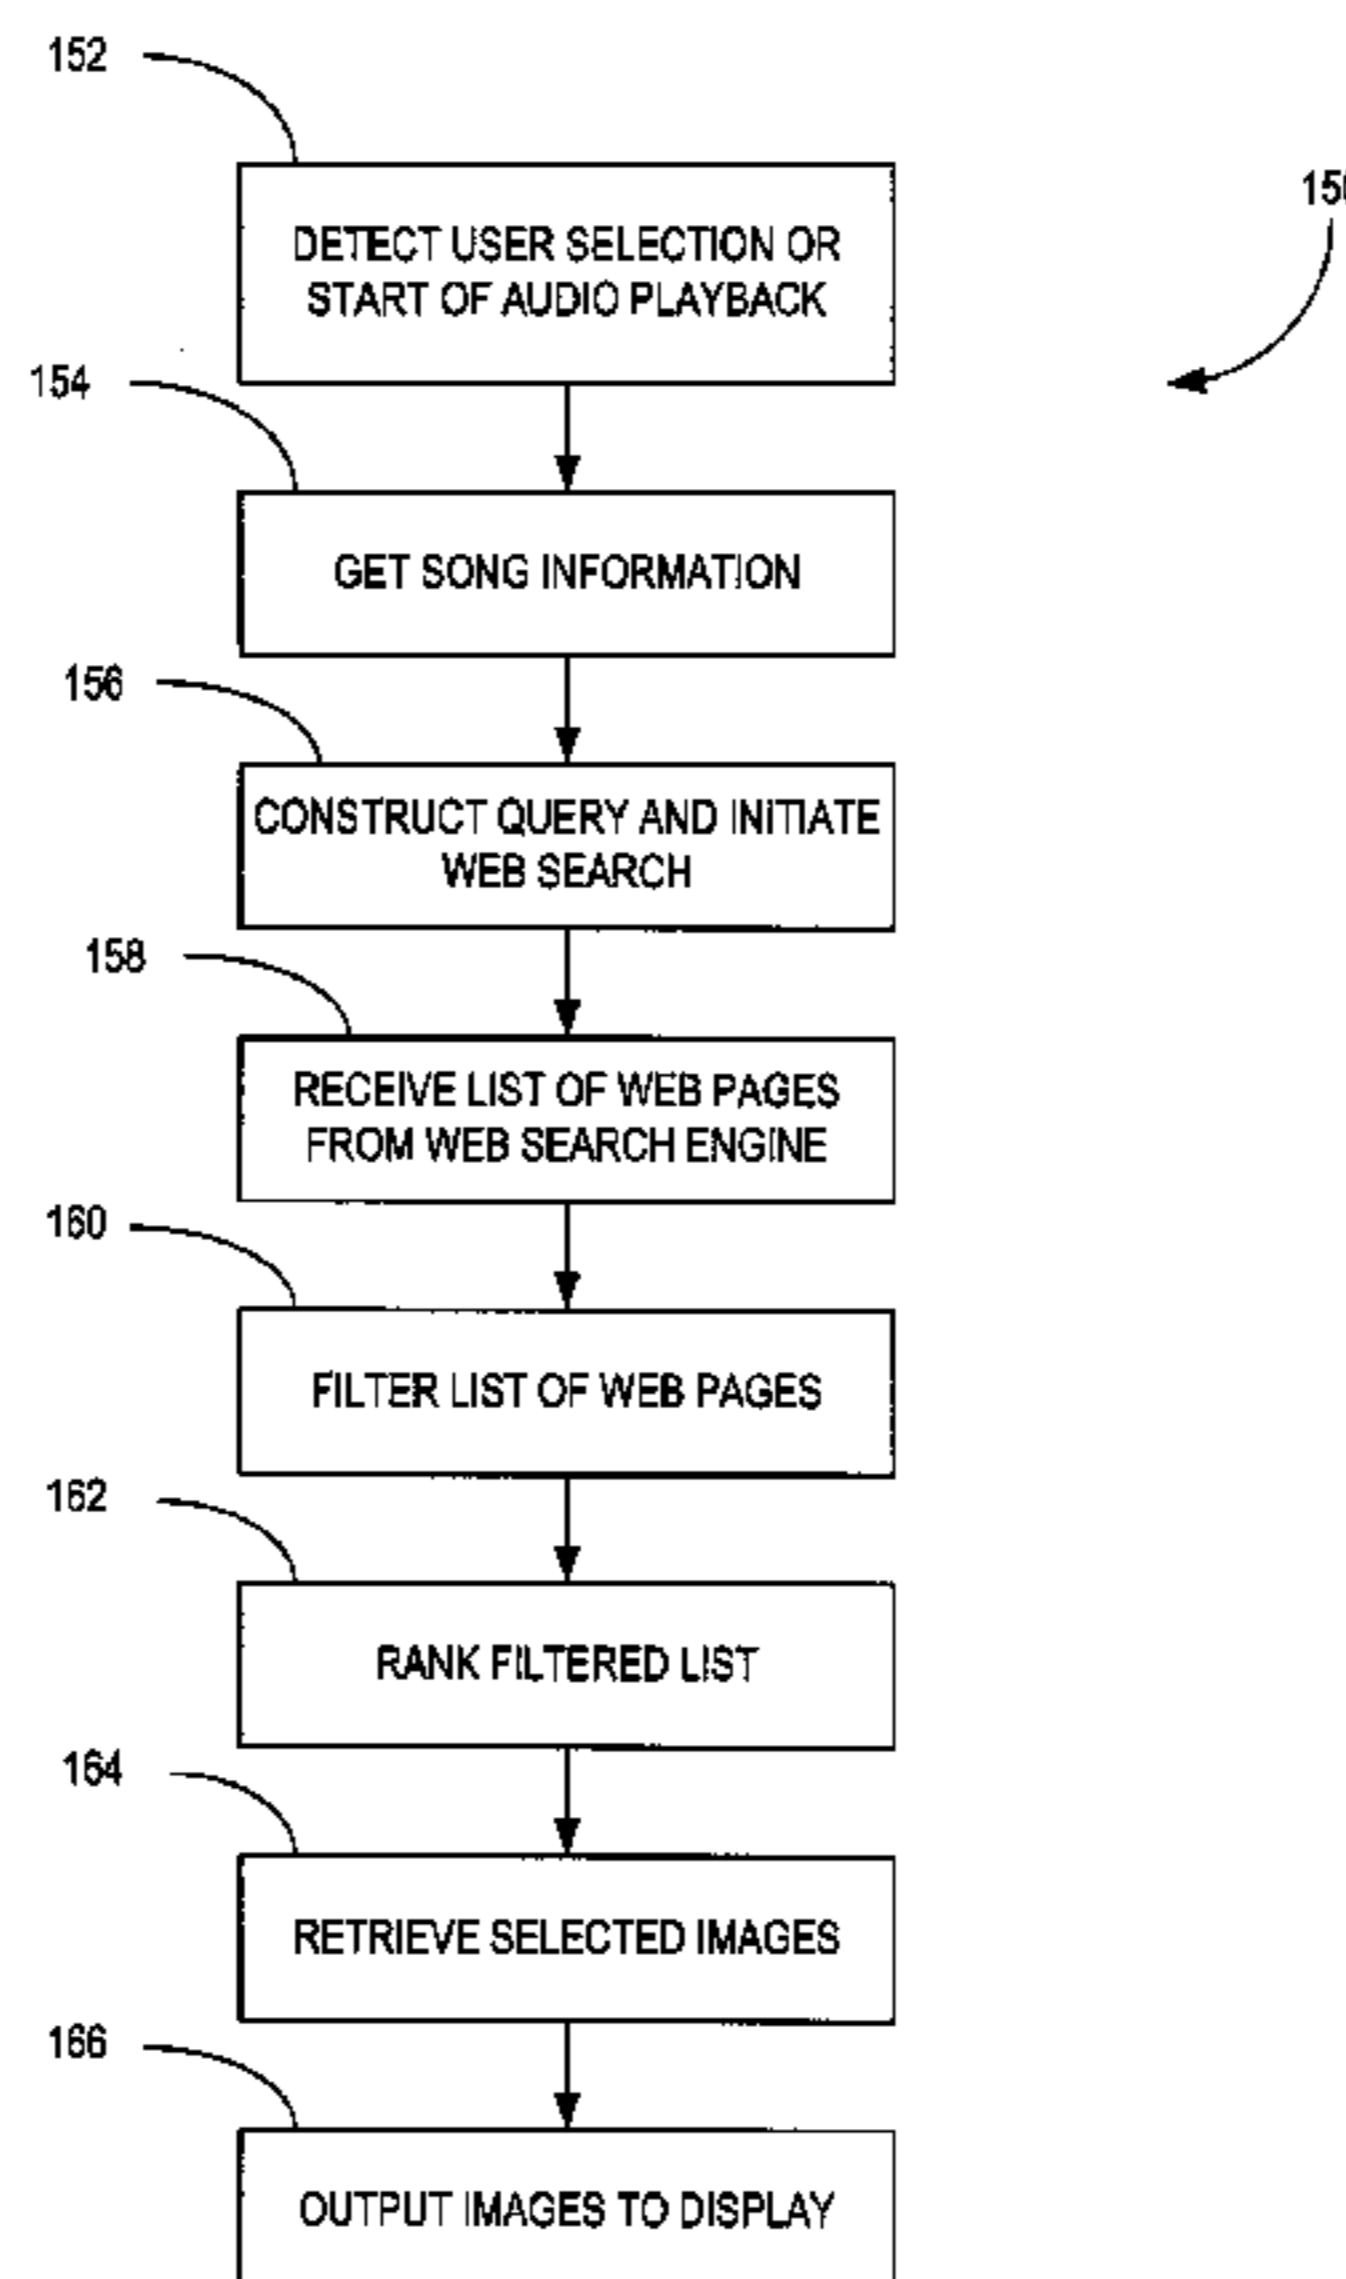 152
DETECT USER SELECTION OR
START OF AUDIO PLAYBACK
154
GET SONG INFORMATION
156
CONSTRUCT QUERY AND INITIATE
WEB SEARCH
158
RECEIVE LIST OF WEB PAGES
FROM WEB SEARCH ENGINE
160
FILTER LIST OF WEB PAGES
162
RANK FILTERED LIST
164
RETRIEVE SELECTED IMAGES
166
OUTPUT IMAGES TO DISPLAY